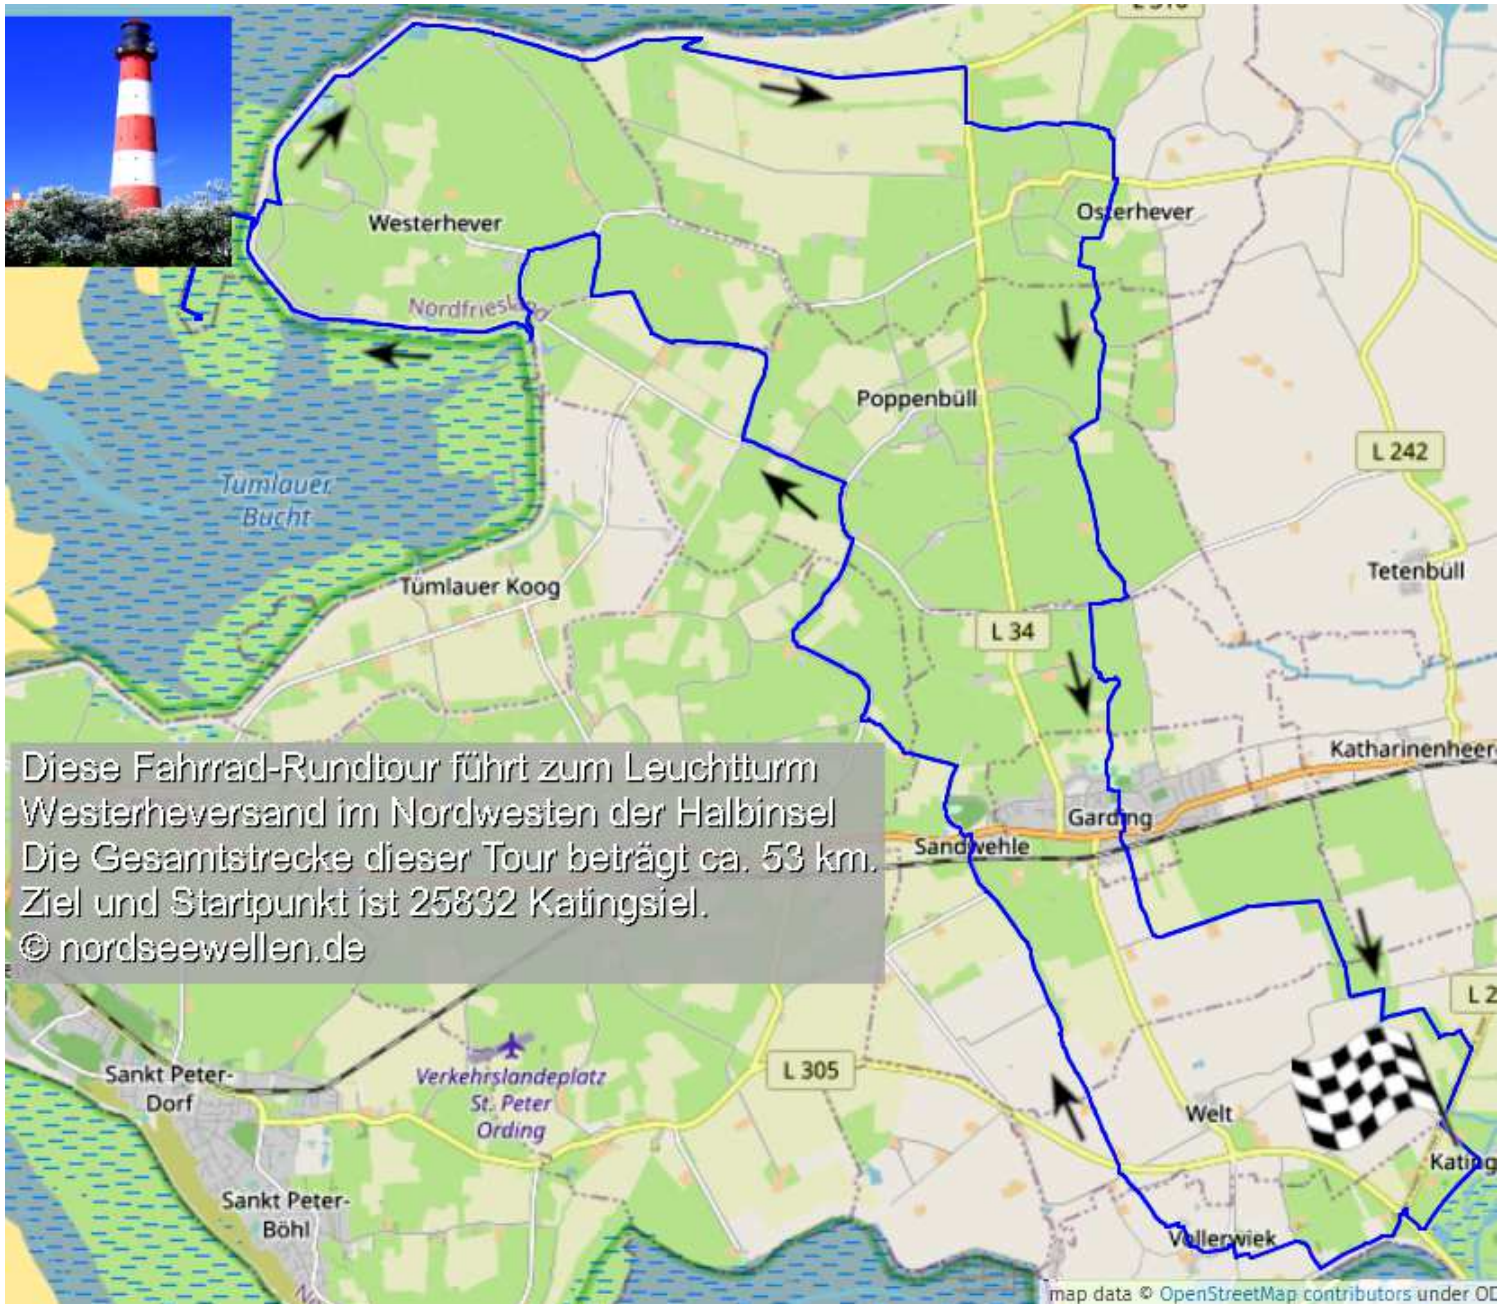 Westerhever
Osterhever
Nordfriesland
Poppenbüll
L 242
Tümlauer
Bucht
Tetenbüll
Tümlauer Koog
L 34
Katharinenheer
Diese Fahrrad-Rundtour führt zum Leuchtturm
Westerheversand im Nordwesten der Halbinsel
Die Gesamtstrecke dieser Tour beträgt ca. 53 km.
Ziel und Startpunkt ist 25832 Katingsiel.
© nordseewellen.de
Garding
Sandwehle
L 2
Sankt Peter-
Dorf
Verkehrslandeplatz
St. Peter
Ording
L 305
Welt
Kating
Sankt Peter-
Böhl
Vollerwiek
map data © OpenStreetMap contributors under OD